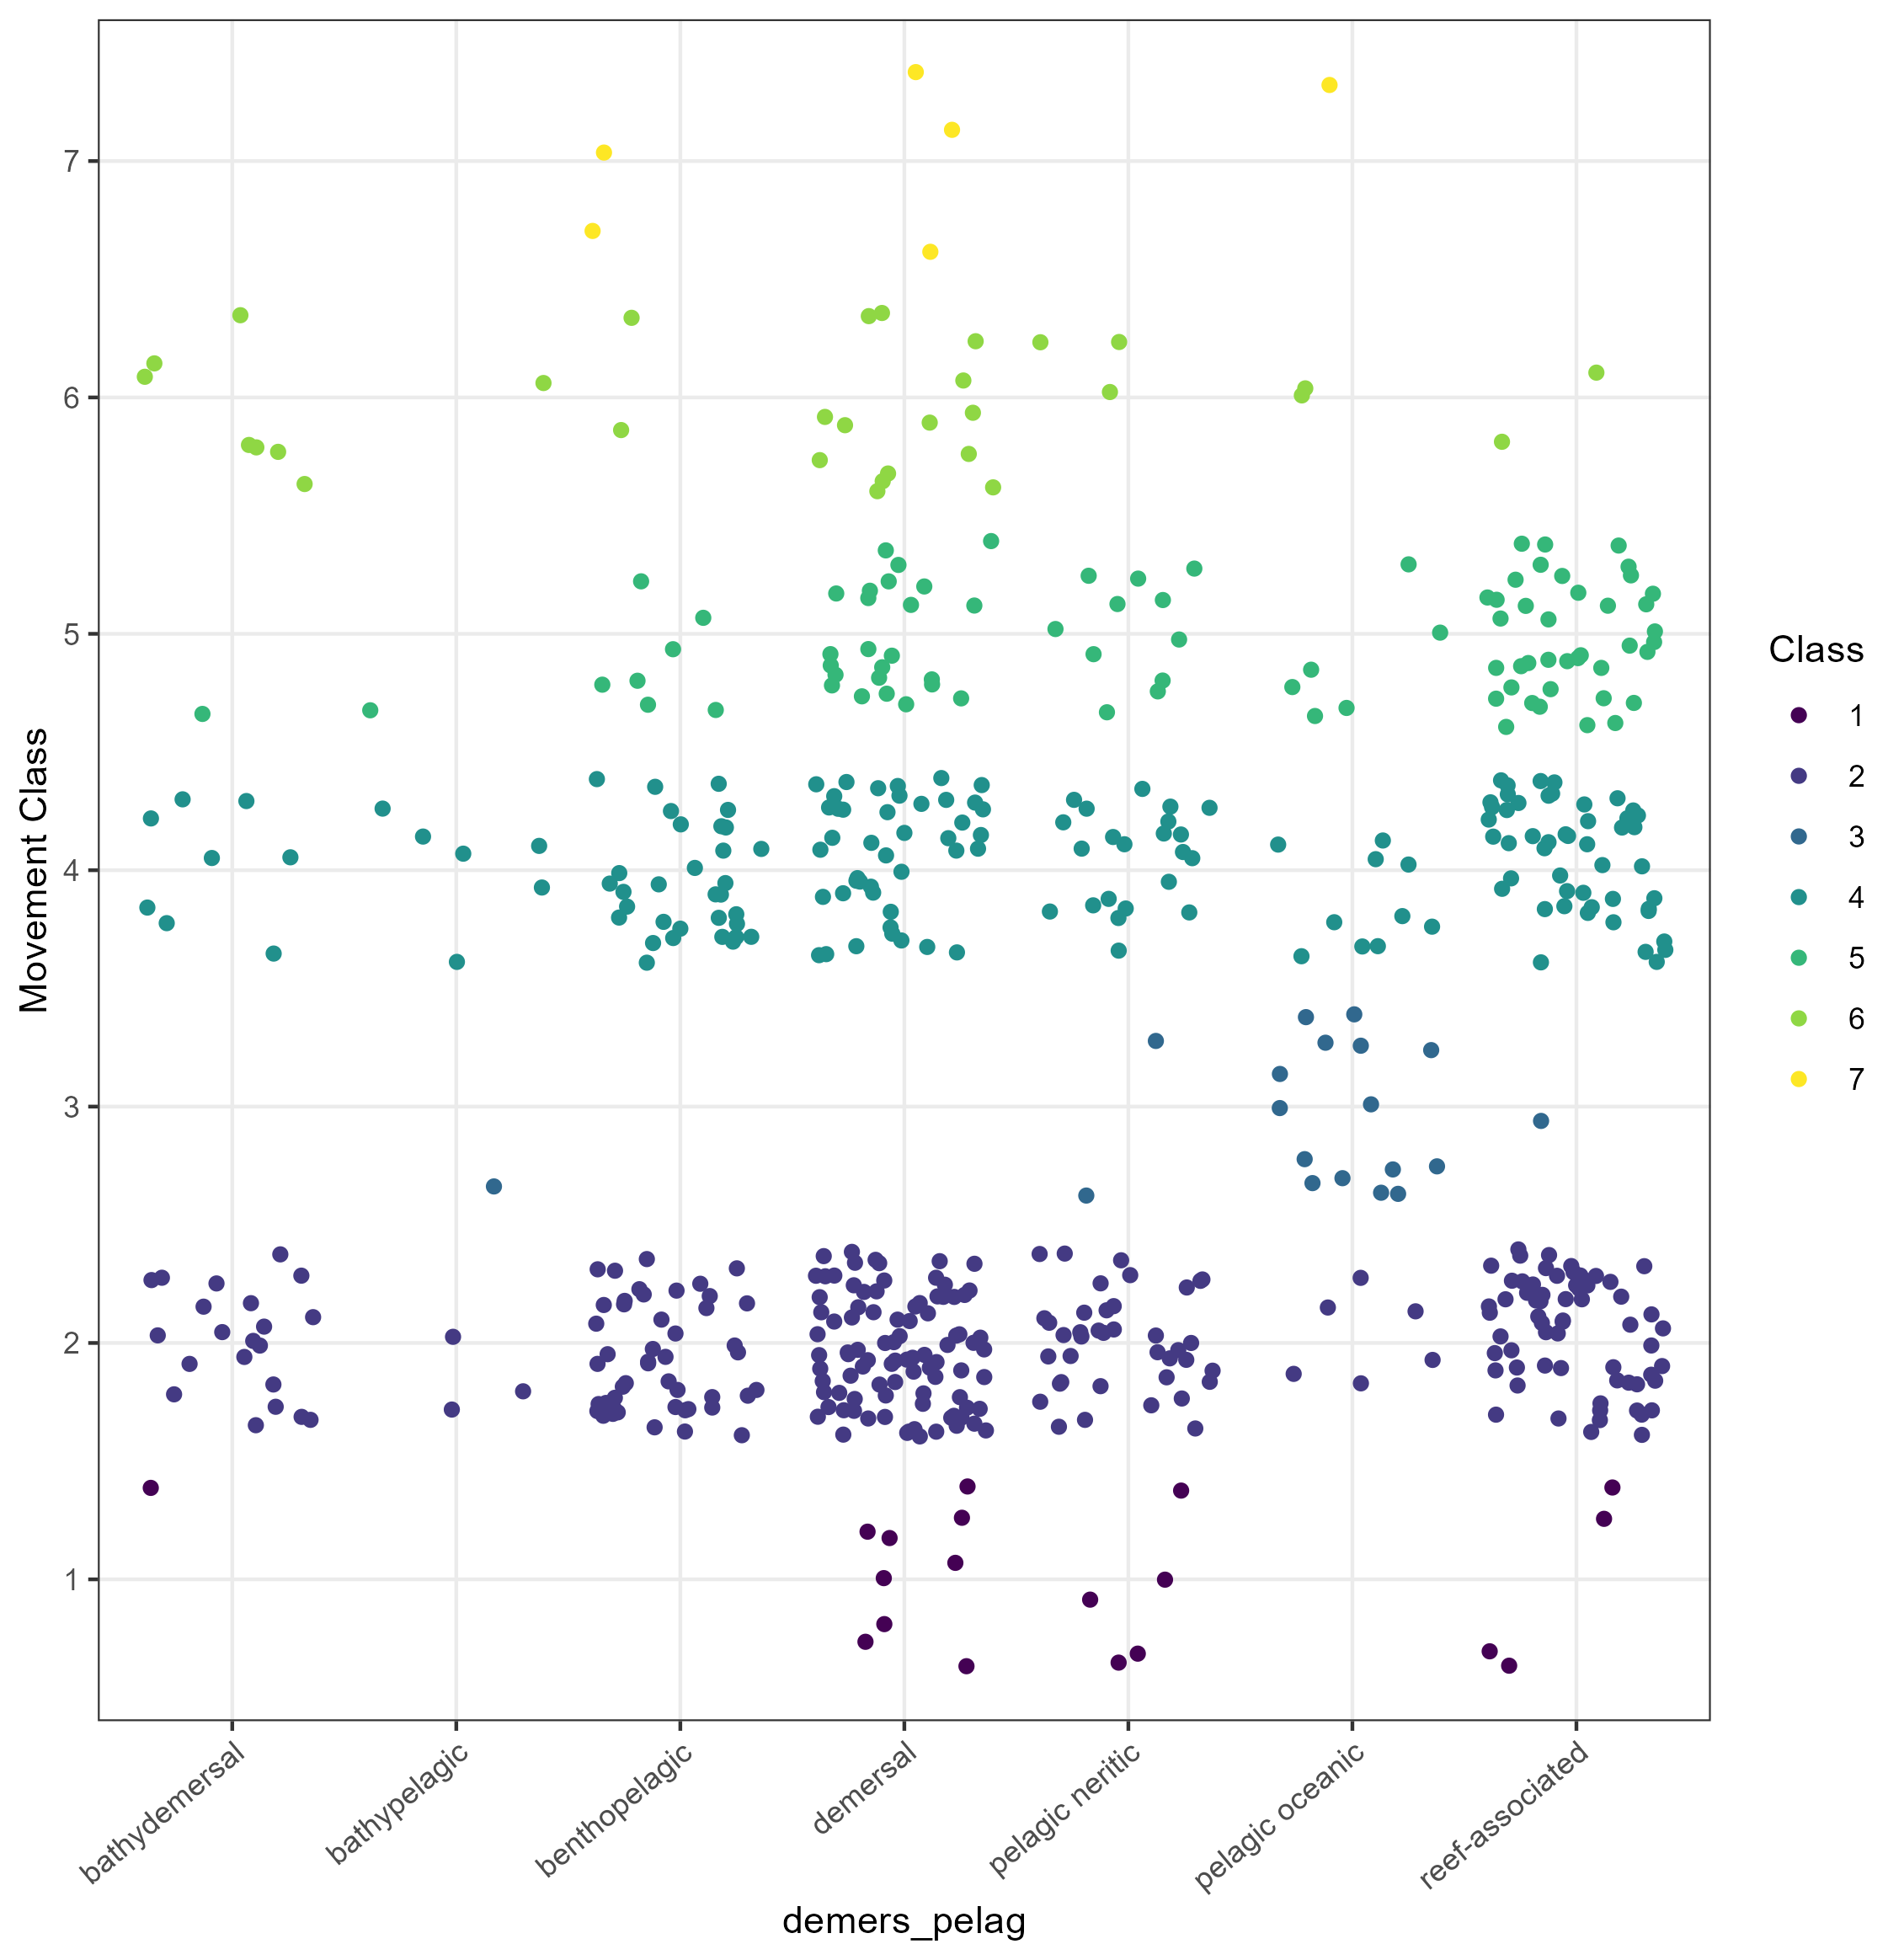 Movement Class
7
6
5
4
3
2
1
bathydemersal
bathypelagic
benthopelagic
demersal
pelagic neritic
pelagic oceanic
reef-associated
demers_pelag
Class
1
2
3
4
5
6
7